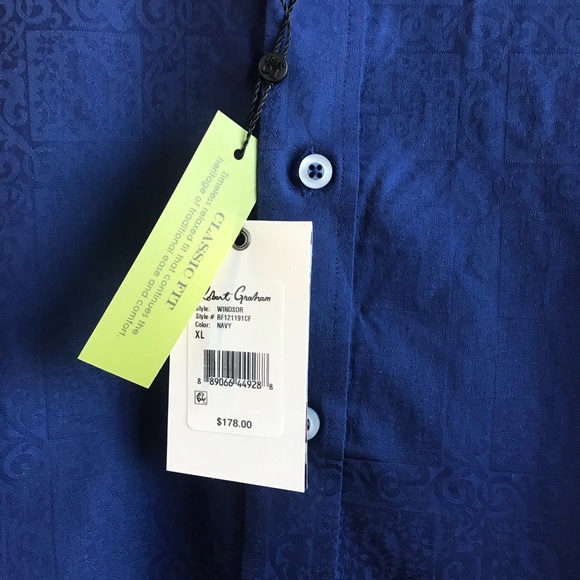 CLASSIC FIT
Timeless relaxed fit that continues the
heritage of traditional ease and comfort.
Robert Graham
Style: WINDSOR
Style # RF121191CF
Color: NAVY
XL
8 89066 44928 8
$178.00